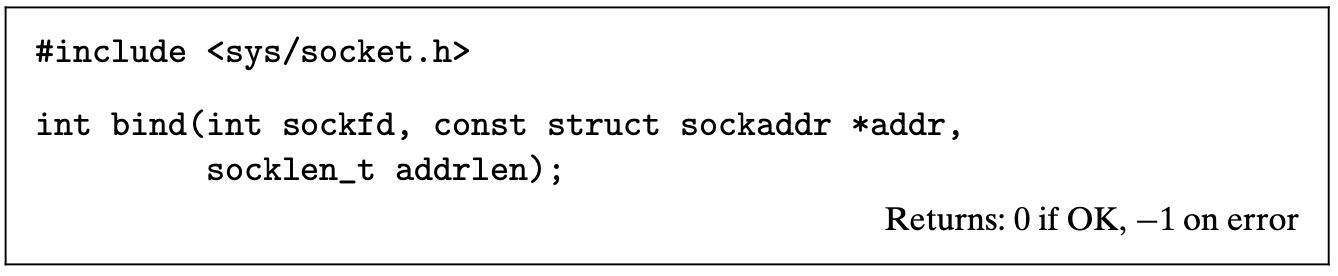 #include <sys/socket.h>
int bind(int sockfd, const struct sockaddr *addr,
socklen_t addrlen);
Returns: 0 if OK, −1 on error